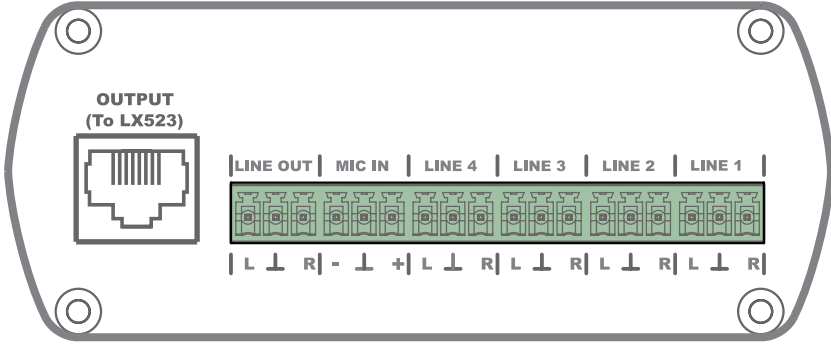 OUTPUT
(To LX523)
LINE OUT MIC IN LINE 4 LINE 3 LINE 2 LINE 1
L ⊥ R - ⊥ + L ⊥ R L ⊥ R L ⊥ R L ⊥ R